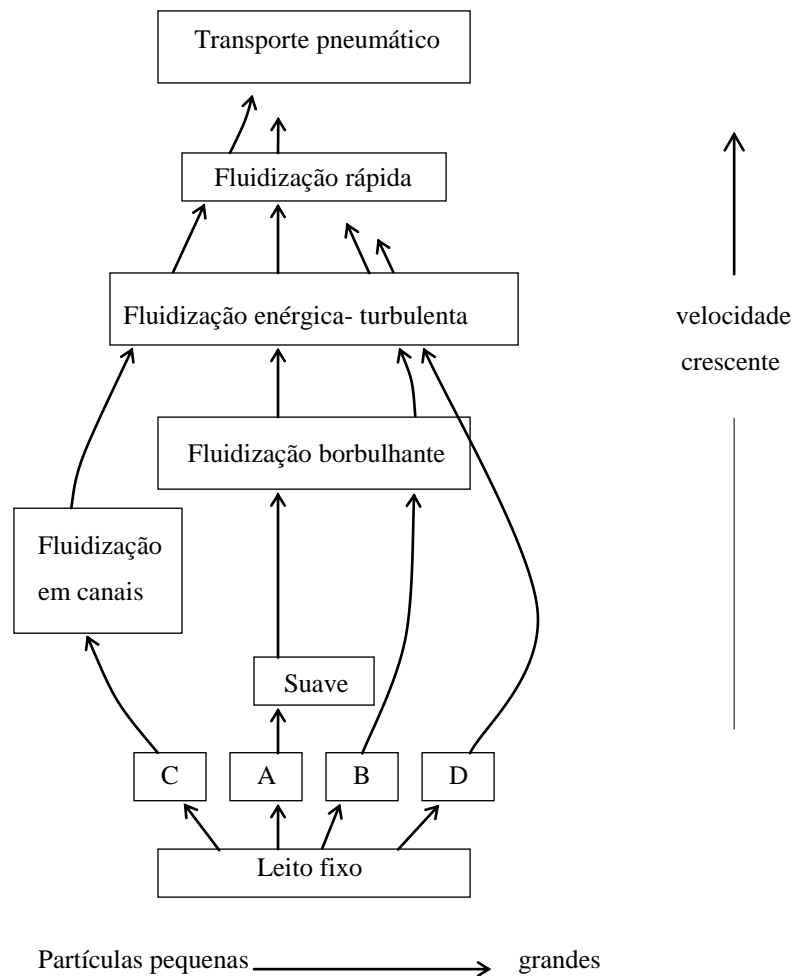 Transporte pneumático
Fluidização rápida
Fluidização enérgica- turbulenta
velocidade
crescente
Fluidização borbulhante
Fluidização
em canais
Suave
C
A
B
D
Leito fixo
Partículas pequenas
grandes